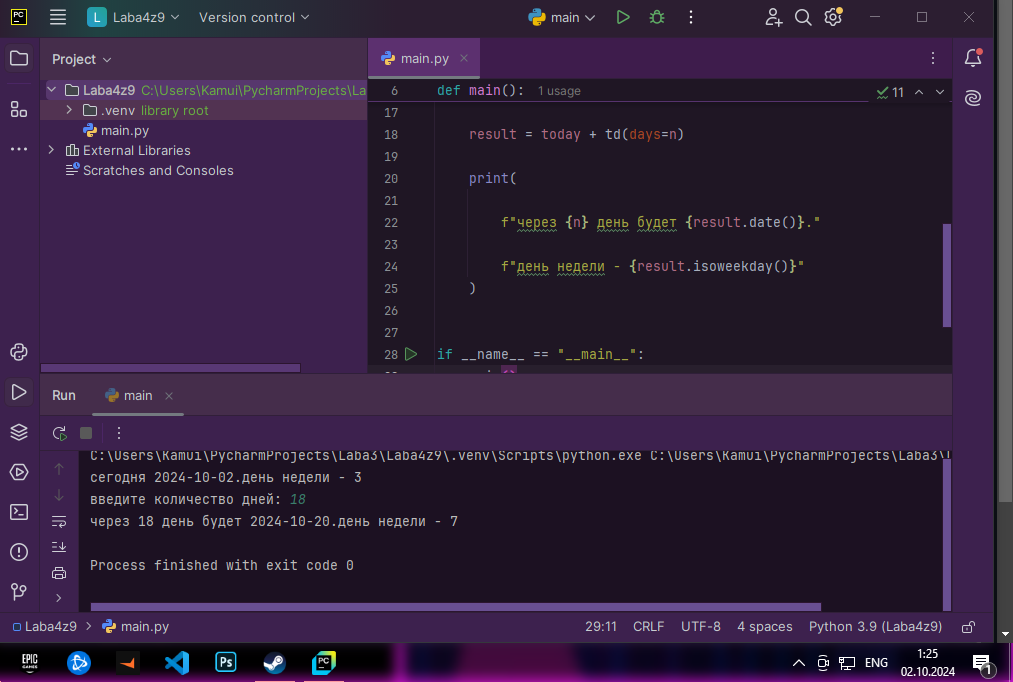 PC
L Laba4z9 Version control main
Project
main.py
Laba4z9 C:\Users\Kamui\PycharmProjects\La
.venv library root
main.py
External Libraries
Scratches and Consoles
6 def main(): 1 usage
11
17
18 result = today + td(days=n)
19
20 print(
21
22 f"через {n} день будет {result.date()}."
23
24 f"день недели - {result.isoweekday()}"
25 )
26
27
28 if __name__ == "__main__":
Run main
C:\Users\Kamui\PycharmProjects\Laba3\Laba4z9\.venv\Scripts\python.exe C:\Users\Kamui\PycharmProjects\Laba3\
сегодня 2024-10-02.день недели - 3
введите количество дней: 18
через 18 день будет 2024-10-20.день недели - 7
Process finished with exit code 0
Laba4z9 main.py 29:11 CRLF UTF-8 4 spaces Python 3.9 (Laba4z9)
EPIC GAMES Ps PC ENG 1:25
02.10.2024 1